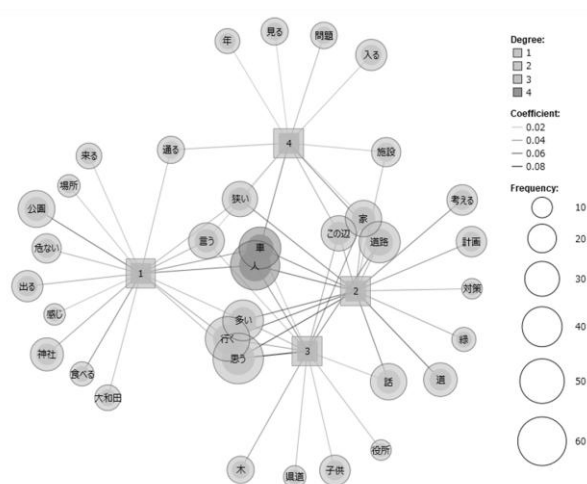 見る
問題
年
入る
4
来る
通る
施設
場所
狭い
公園
考える
家
危ない
言う
この辺
道路
計画
車
人
1
出る
2
対策
感じ
多い
緑
行く
神社
思う
3
食べる
話
道
大和田
役所
木
県道
子供
Degree:
1
2
3
4
Coefficient:
0.02
0.04
0.06
0.08
Frequency:
10
20
30
40
50
60